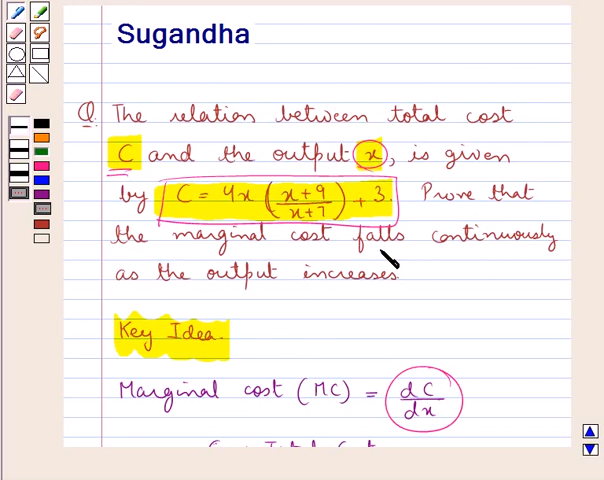 Sugandha
Q. The relation between total cost
C and the output x, is given
by C = 4x (x+9/x+7) + 3. Prove that
the marginal cost falls continuously
as the output increases.
Key Idea.
Marginal cost (MC) = dC/dx